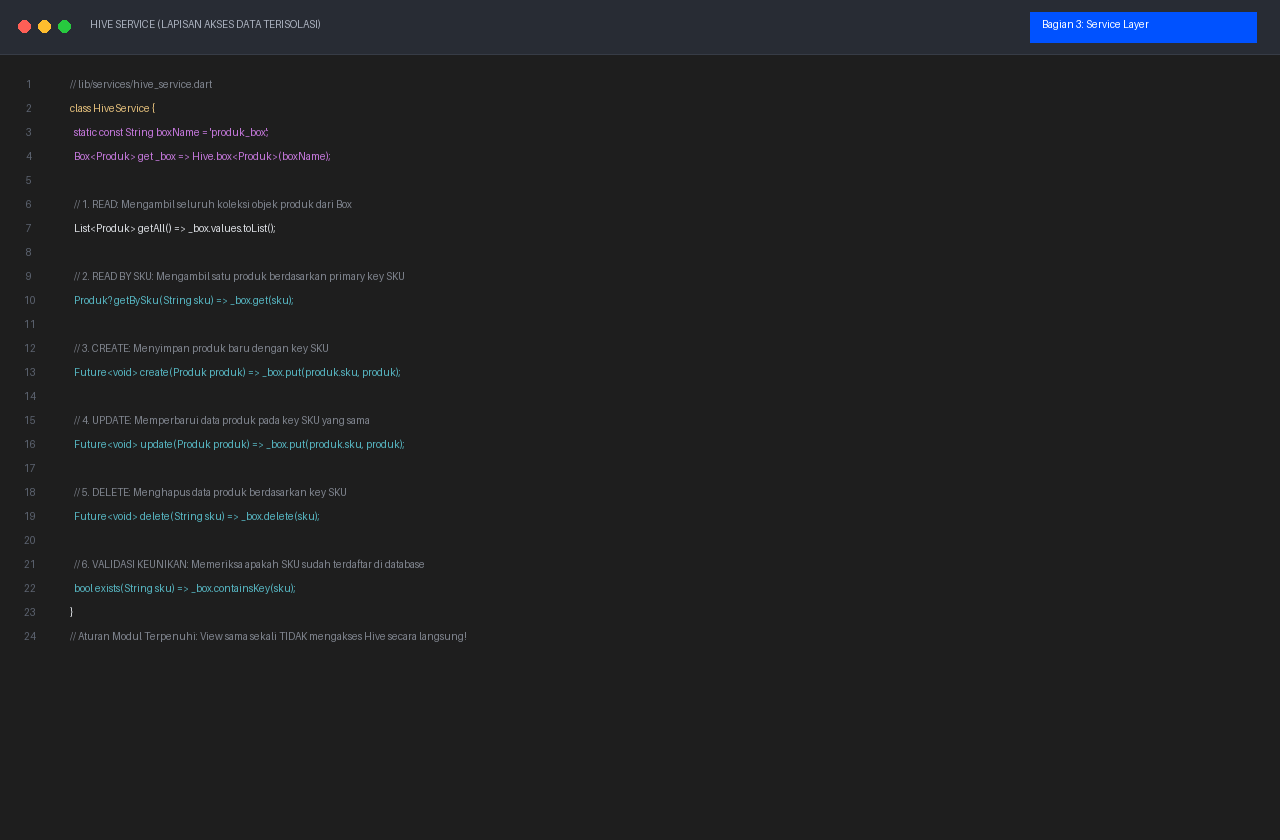 HIVE SERVICE (LAPISAN AKSES DATA TERISOLASI)
Bagian 3: Service Layer
1 // lib/services/hive_service.dart
2 class HiveService {
3 static const String boxName = 'produk_box';
4 Box<Produk> get _box => Hive.box<Produk>(boxName);
5
6 // 1. READ: Mengambil seluruh koleksi objek produk dari Box
7 List<Produk> getAll() => _box.values.toList();
8
9 // 2. READ BY SKU: Mengambil satu produk berdasarkan primary key SKU
10 Produk? getBySku(String sku) => _box.get(sku);
11
12 // 3. CREATE: Menyimpan produk baru dengan key SKU
13 Future<void> create(Produk produk) => _box.put(produk.sku, produk);
14
15 // 4. UPDATE: Memperbarui data produk pada key SKU yang sama
16 Future<void> update(Produk produk) => _box.put(produk.sku, produk);
17
18 // 5. DELETE: Menghapus data produk berdasarkan key SKU
19 Future<void> delete(String sku) => _box.delete(sku);
20
21 // 6. VALIDASI KEUNIKAN: Memeriksa apakah SKU sudah terdaftar di database
22 bool exists(String sku) => _box.containsKey(sku);
23 }
24 // Aturan Modul Terpenuhi: View sama sekali TIDAK mengakses Hive secara langsung!